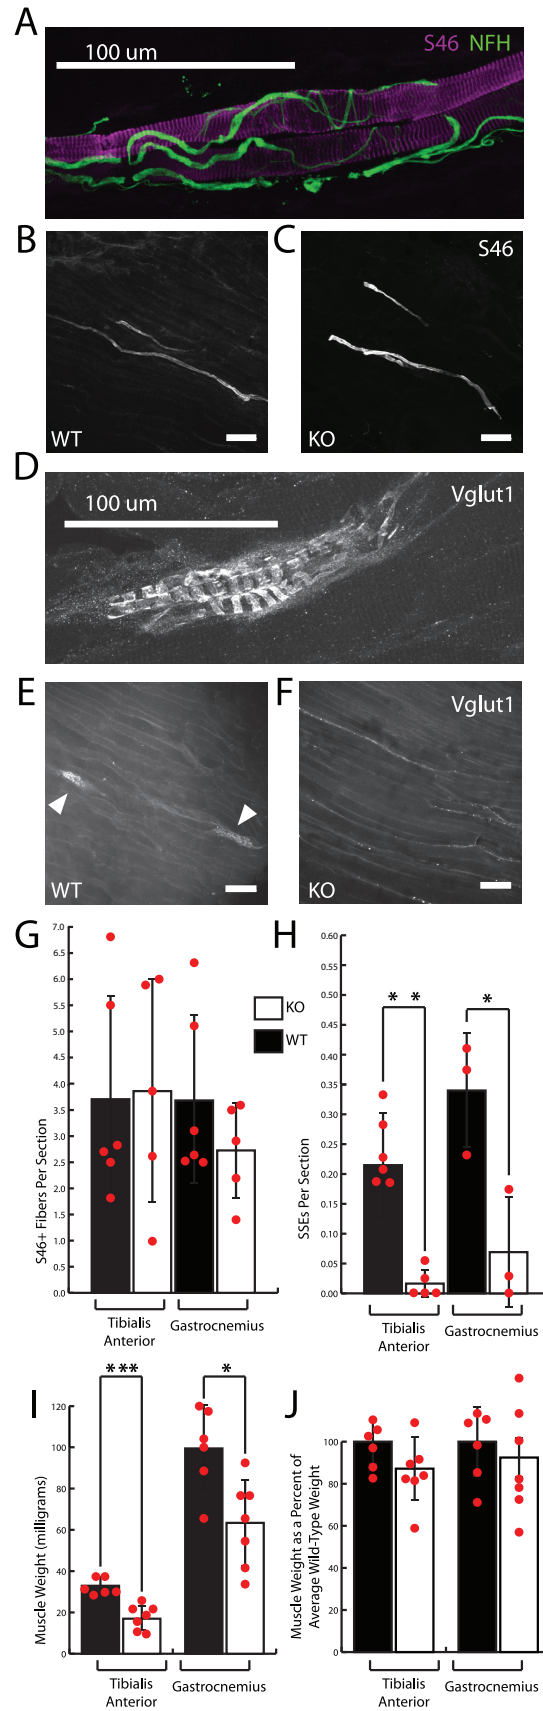 A
100 um
S46 NFH
B
WT
C
S46
KO
D
100 um
Vglut1
E
WT
F
Vglut1
KO
G
S46+ Fibers Per Section
7.0
6.5
6.0
5.5
5.0
4.5
4.0
3.5
3.0
2.5
2.0
1.5
1.0
0.5
0.0
Tibialis
Anterior
Gastrocnemius
KO
WT
H
SSEs Per Section
0.60
0.55
0.50
0.45
0.40
0.35
0.30
0.25
0.20
0.15
0.10
0.05
0.00
* *
*
Tibialis
Anterior
Gastrocnemius
I
Muscle Weight (milligrams)
120
100
80
60
40
20
0
***
*
Tibialis
Anterior
Gastrocnemius
J
Muscle Weight as a Percent of
Average Wild-Type Weight
100
80
60
40
20
0
Tibialis
Anterior
Gastrocnemius